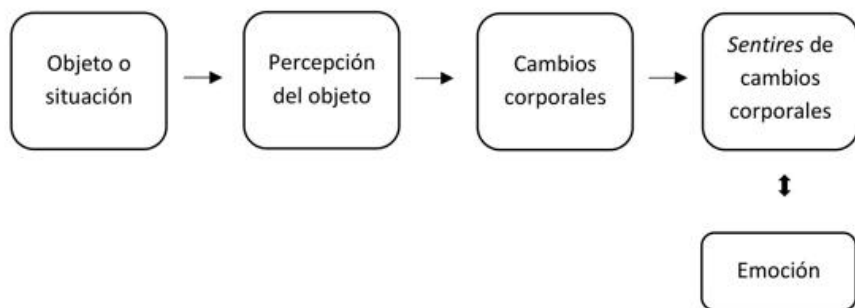 Objeto o
situación
Percepción
del objeto
Cambios
corporales
Sentires de
cambios
corporales
Emoción